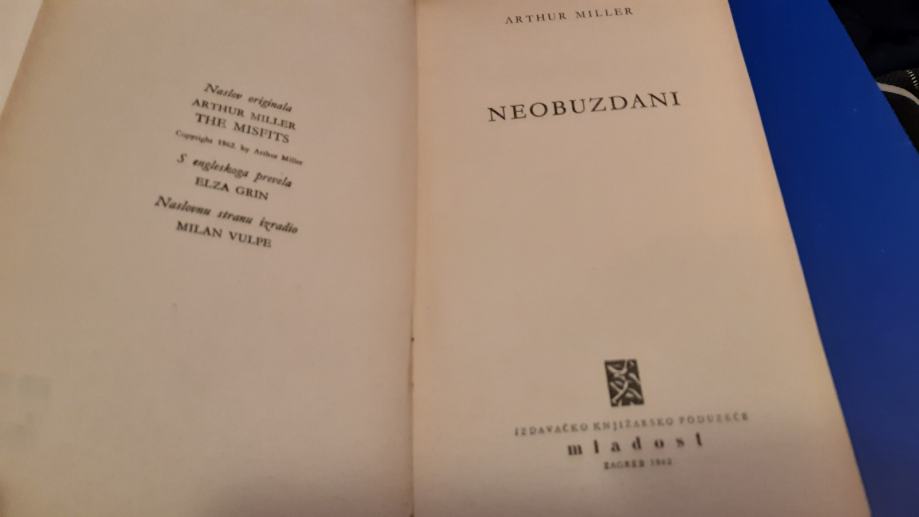 Naslov originala
ARTHUR MILLER
THE MISFITS
Copyright 1962. by Arthur Miller
S engleskoga prevela
ELZA GRIN
Naslovnu stranu izradio
MILAN VULPE
ARTHUR MILLER
NEOBUZDANI
IZDAVAČKO KNJIŽARSKO PODUZEĆE
mladost
ZAGREB 1962